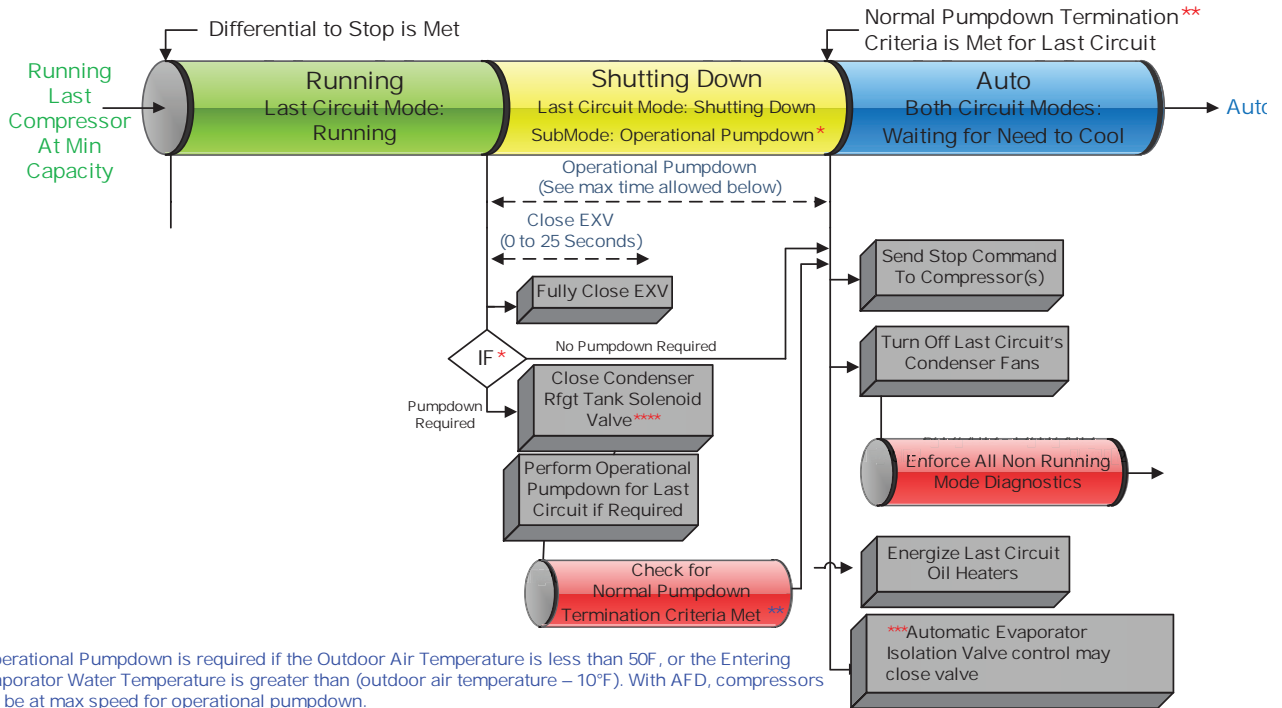 Differential to Stop is Met
Normal Pumpdown Termination**
Criteria is Met for Last Circuit
Running
Last
Compressor
At Min
Capacity
Running
Last Circuit Mode:
Running
Shutting Down
Last Circuit Mode: Shutting Down
SubMode: Operational Pumpdown*
Auto
Both Circuit Modes:
Waiting for Need to Cool
Auto
Operational Pumpdown
(See max time allowed below)
Close EXV
(0 to 25 Seconds)
Fully Close EXV
IF *
No Pumpdown Required
Pumpdown
Required
Close Condenser
Rfgt Tank Solenoid
Valve****
Perform Operational
Pumpdown for Last
Circuit if Required
Check for
Normal Pumpdown
Termination Criteria Met **
Send Stop Command
To Compressor(s)
Turn Off Last Circuit's
Condenser Fans
Enforce All Non Running
Mode Diagnostics
Energize Last Circuit
Oil Heaters
***Automatic Evaporator
Isolation Valve control may
close valve
perational Pumpdown is required if the Outdoor Air Temperature is less than 50F, or the Entering
aporator Water Temperature is greater than (outdoor air temperature – 10°F). With AFD, compressors
be at max speed for operational pumpdown.